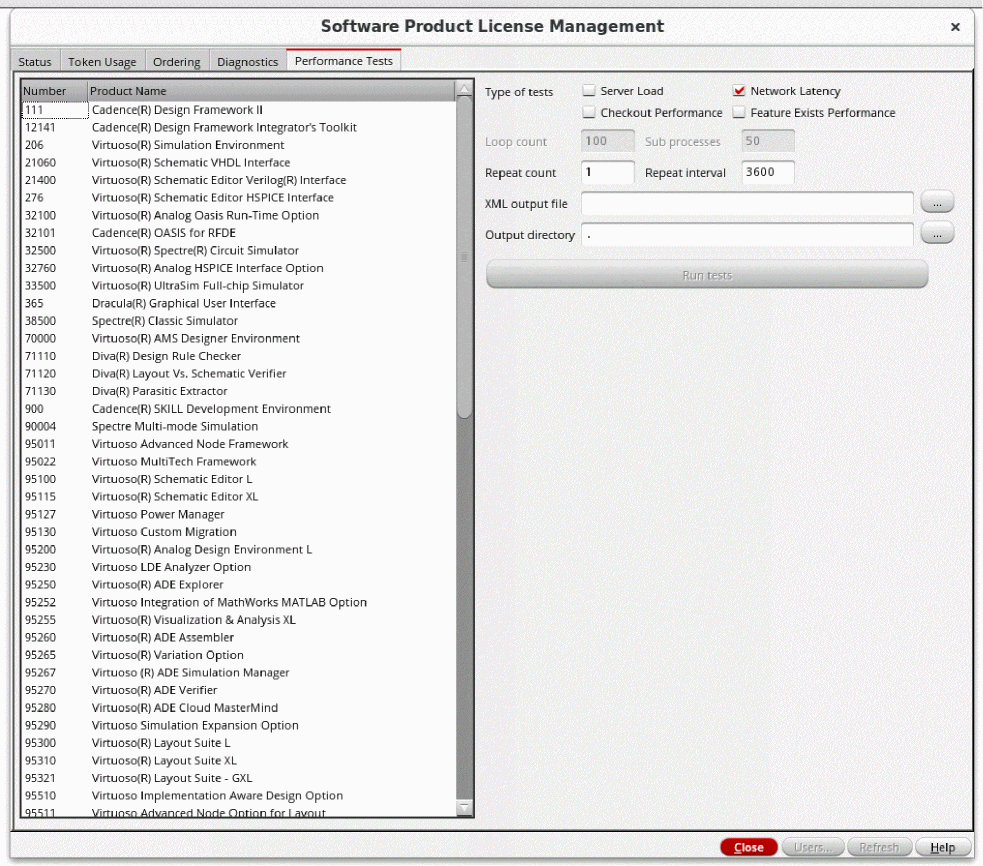 Software Product License Management
×
Status Token Usage Ordering Diagnostics Performance Tests
Number Product Name
111 Cadence(R) Design Framework II
12141 Cadence(R) Design Framework Integrator's Toolkit
206 Virtuoso(R) Simulation Environment
21060 Virtuoso(R) Schematic VHDL Interface
21400 Virtuoso(R) Schematic Editor Verilog(R) Interface
276 Virtuoso(R) Schematic Editor HSPICE Interface
32100 Virtuoso(R) Analog Oasis Run-Time Option
32101 Cadence(R) OASIS for RFDE
32500 Virtuoso(R) Spectre(R) Circuit Simulator
32760 Virtuoso(R) Analog HSPICE Interface Option
33500 Virtuoso(R) UltraSim Full-chip Simulator
365 Dracula(R) Graphical User Interface
38500 Spectre(R) Classic Simulator
70000 Virtuoso(R) AMS Designer Environment
71110 Diva(R) Design Rule Checker
71120 Diva(R) Layout Vs. Schematic Verifier
71130 Diva(R) Parasitic Extractor
900 Cadence(R) SKILL Development Environment
90004 Spectre Multi-mode Simulation
95011 Virtuoso Advanced Node Framework
95022 Virtuoso MultiTech Framework
95100 Virtuoso(R) Schematic Editor L
95115 Virtuoso(R) Schematic Editor XL
95127 Virtuoso Power Manager
95130 Virtuoso Custom Migration
95200 Virtuoso(R) Analog Design Environment L
95230 Virtuoso LDE Analyzer Option
95250 Virtuoso(R) ADE Explorer
95252 Virtuoso Integration of MathWorks MATLAB Option
95255 Virtuoso(R) Visualization & Analysis XL
95260 Virtuoso(R) ADE Assembler
95265 Virtuoso(R) Variation Option
95267 Virtuoso (R) ADE Simulation Manager
95270 Virtuoso(R) ADE Verifier
95280 Virtuoso(R) ADE Cloud MasterMind
95290 Virtuoso Simulation Expansion Option
95300 Virtuoso(R) Layout Suite L
95310 Virtuoso(R) Layout Suite XL
95321 Virtuoso(R) Layout Suite - GXL
95510 Virtuoso Implementation Aware Design Option
95511 Virtuoso Advanced Node Option for Layout
Type of tests Server Load Network Latency
Checkout Performance Feature Exists Performance
Loop count 100 Sub processes 50
Repeat count 1 Repeat interval 3600
XML output file ...
Output directory . ...
Run tests
Close Users... Refresh Help